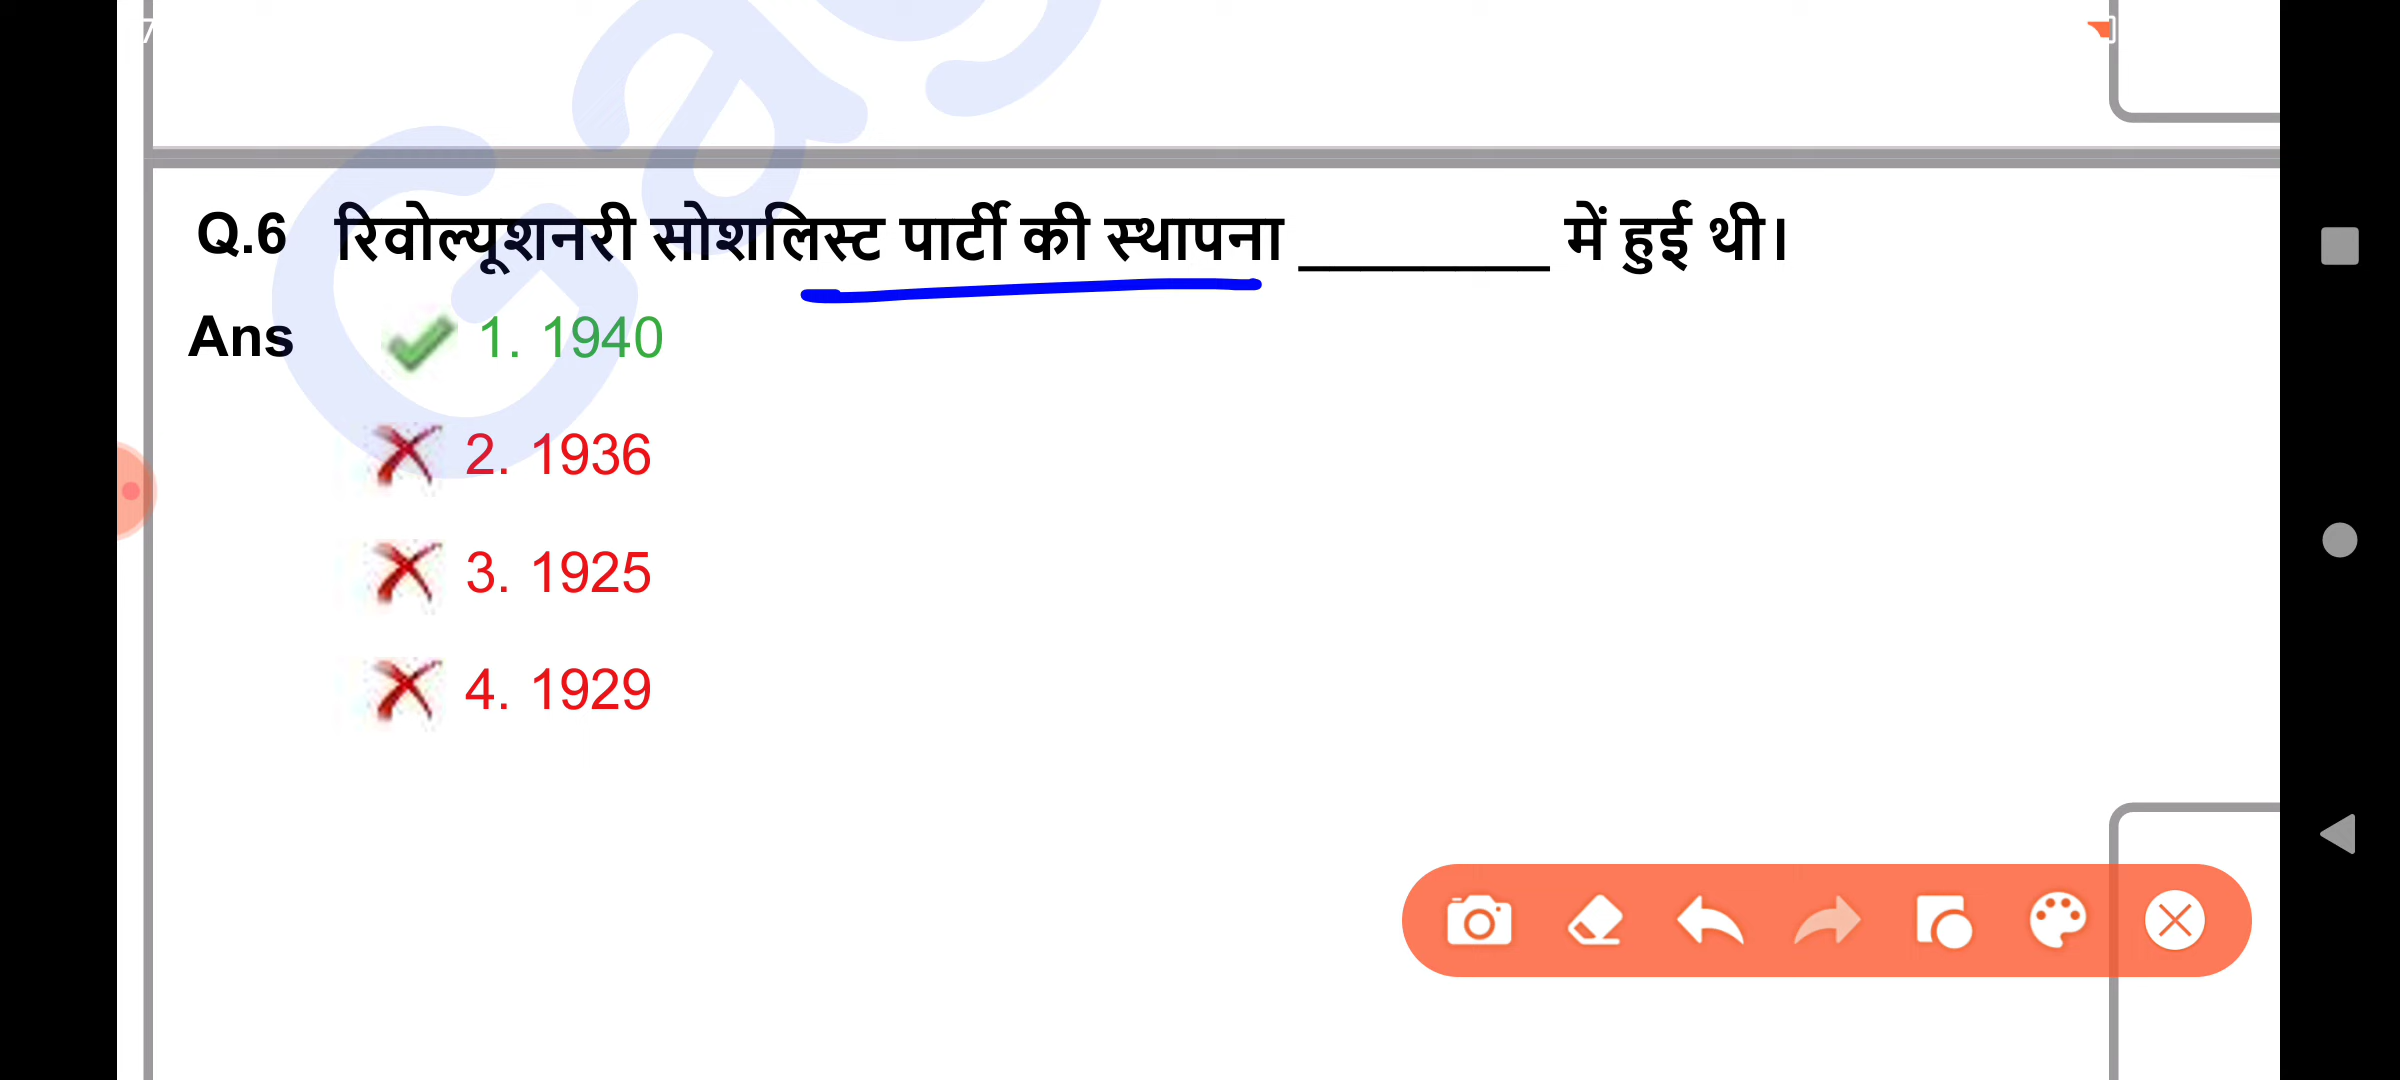 Q.6 रिवोल्यूशनरी सोशलिस्ट पार्टी की स्थापना ________ में हुई थी।
Ans 1. 1940
2. 1936
3. 1925
4. 1929